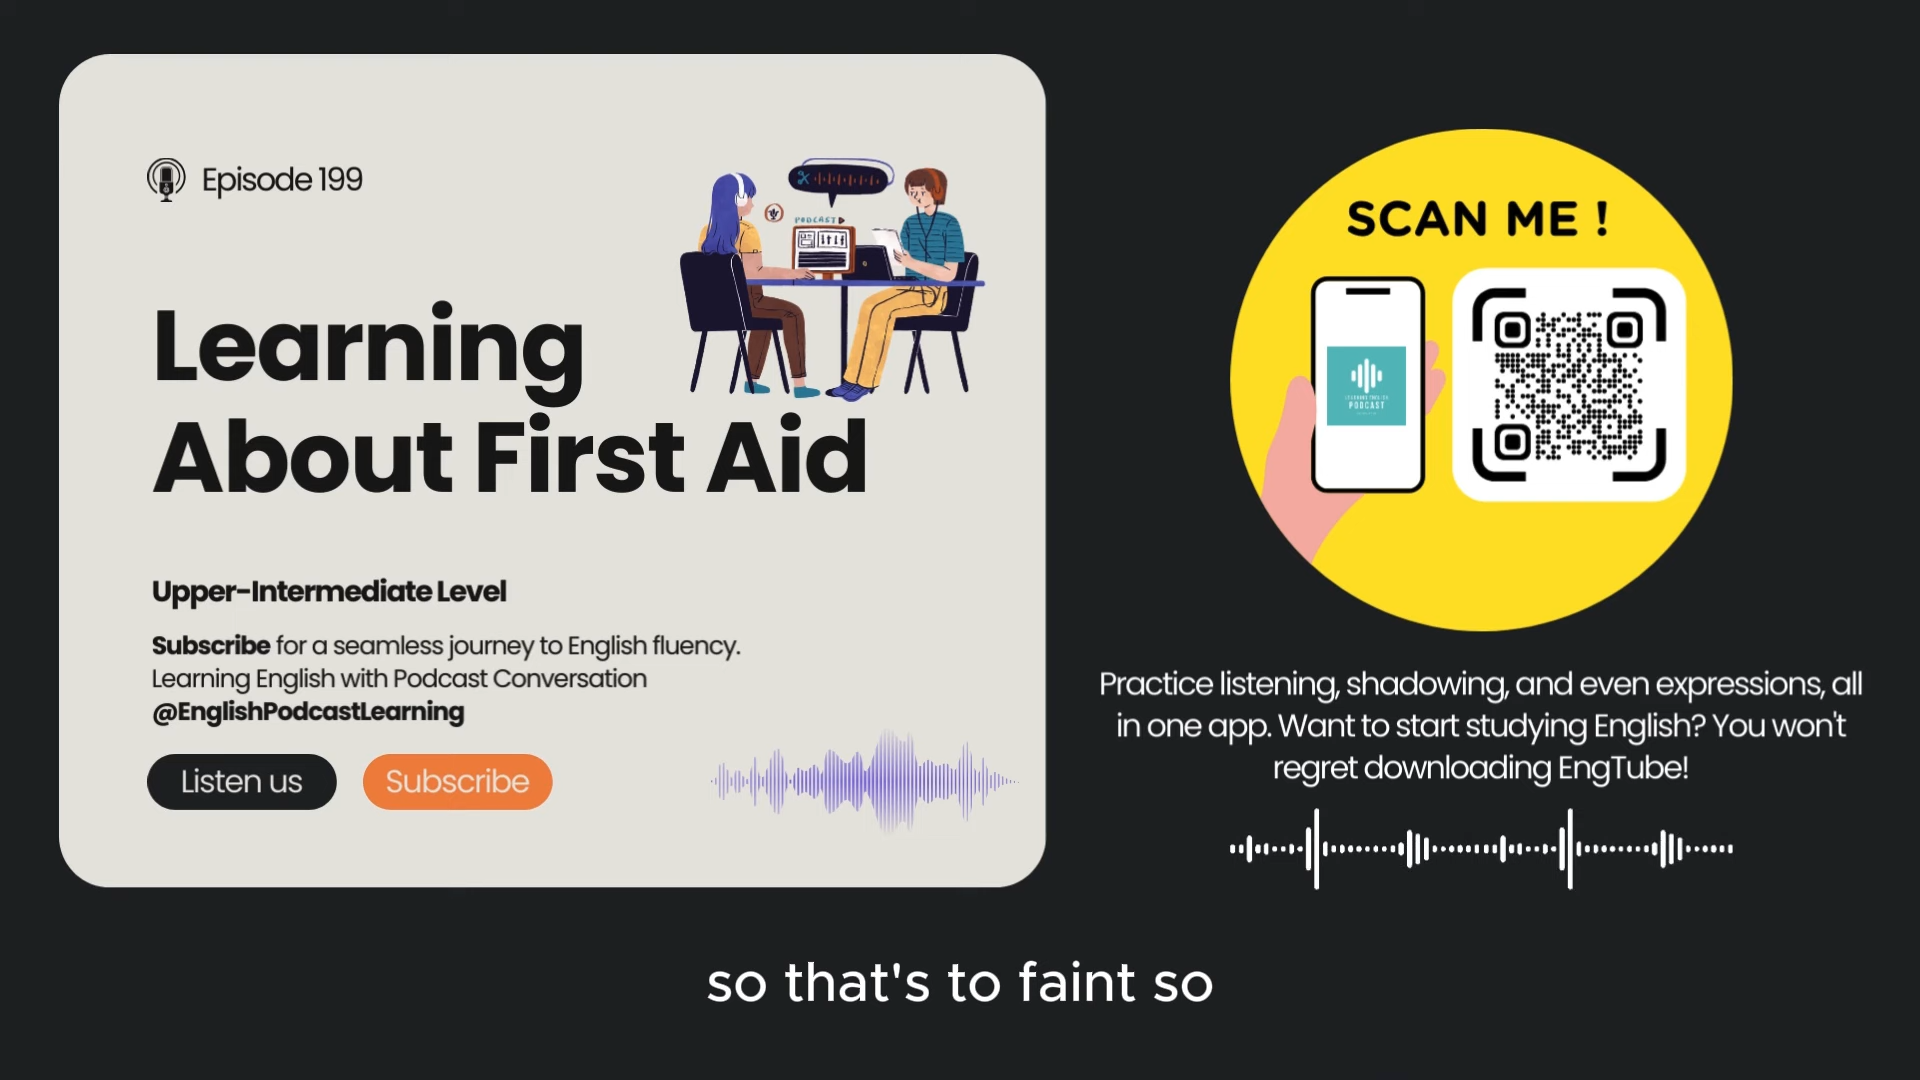 Episode 199
PODCAST
Learning
About First Aid
Upper-Intermediate Level
Subscribe for a seamless journey to English fluency.
Learning English with Podcast Conversation
@EnglishPodcastLearning
Listen us
Subscribe
SCAN ME !
PODCAST
Practice listening, shadowing, and even expressions, all
in one app. Want to start studying English? You won't
regret downloading EngTube!
so that's to faint so